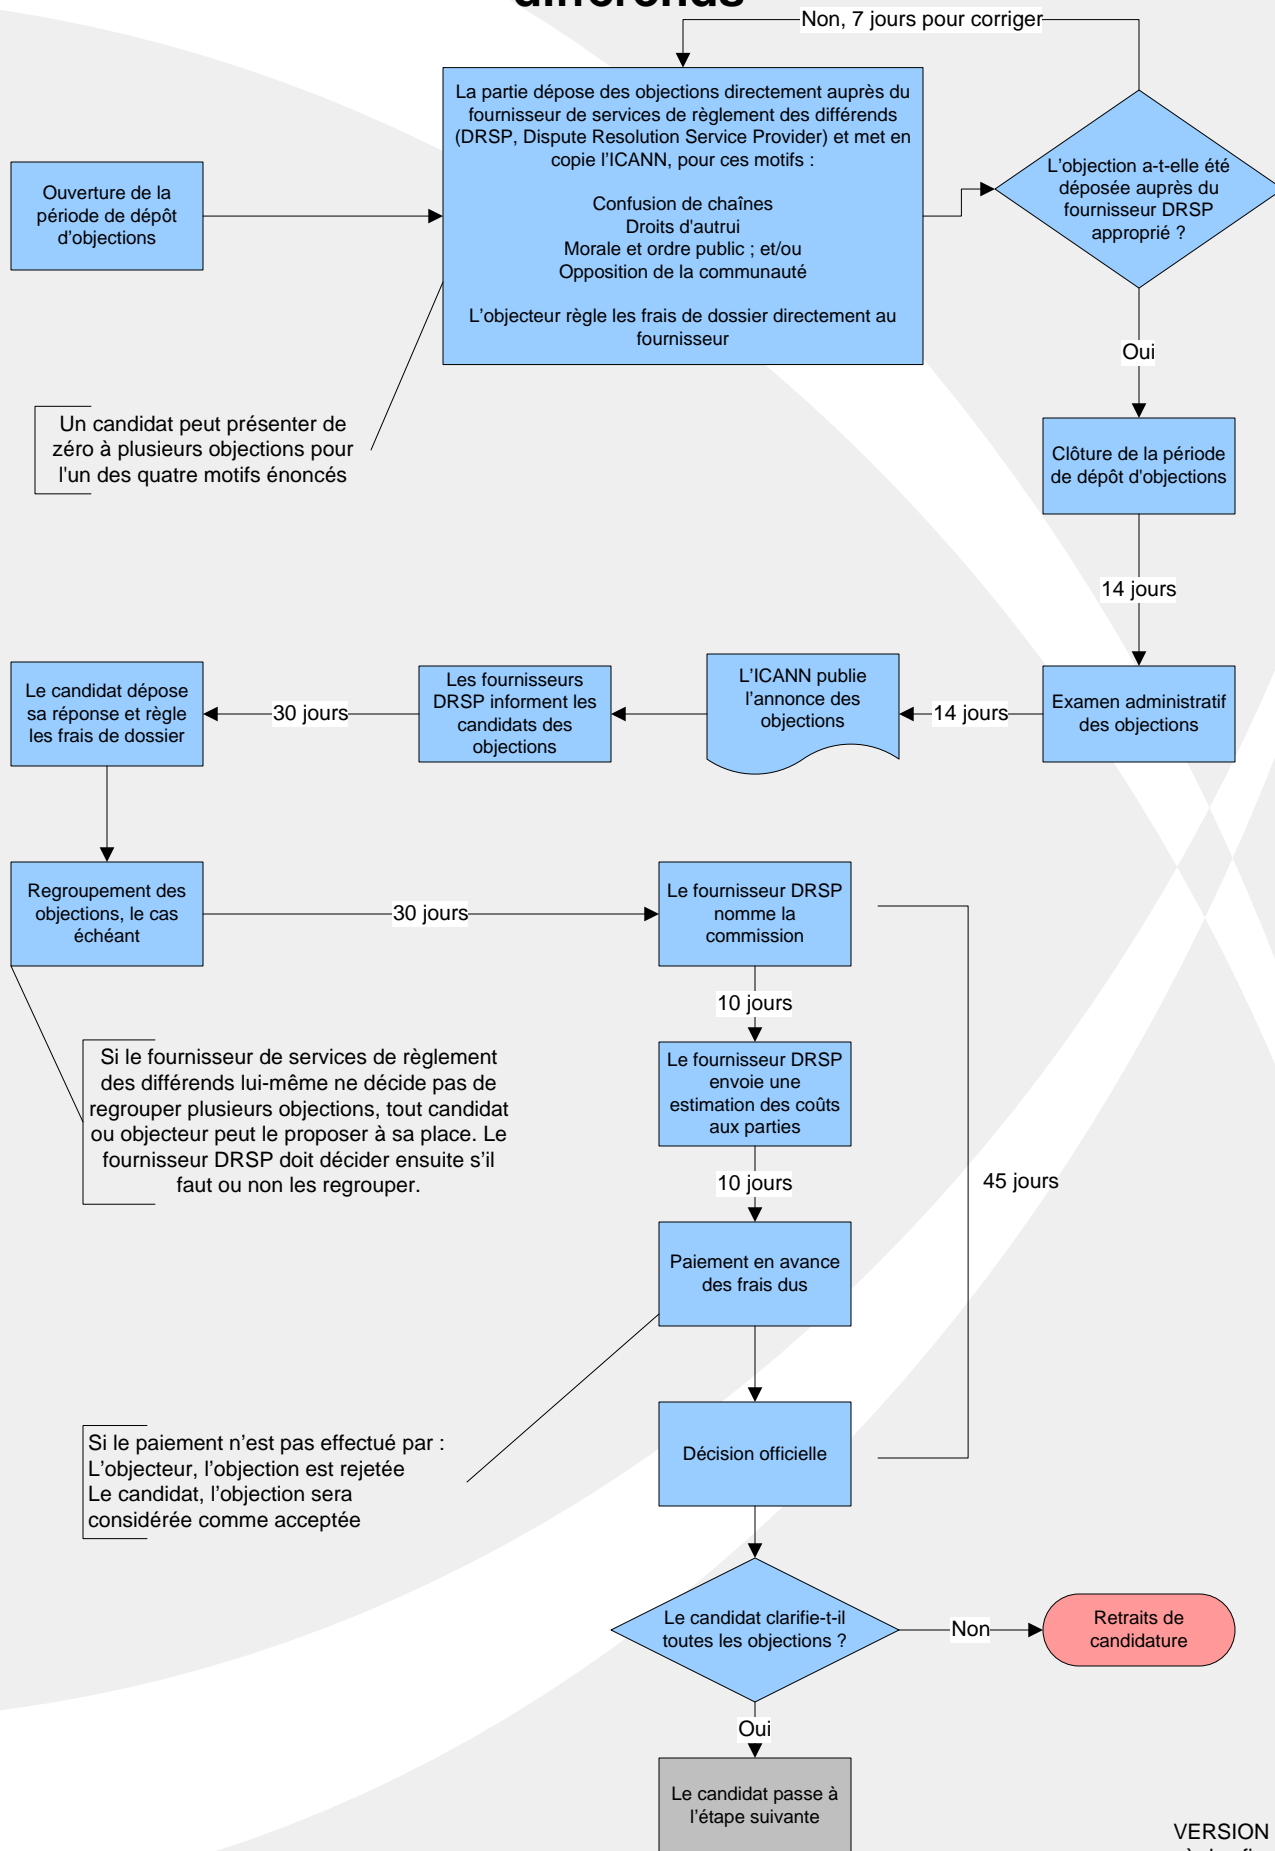 différends
Non, 7 jours pour corriger
La partie dépose des objections directement auprès du
fournisseur de services de règlement des différends
(DRSP, Dispute Resolution Service Provider) et met en
copie l'ICANN, pour ces motifs :
Confusion de chaînes
Droits d'autrui
Morale et ordre public ; et/ou
Opposition de la communauté
L'objecteur règle les frais de dossier directement au
fournisseur
Ouverture de la
période de dépôt
d'objections
L'objection a-t-elle été
déposée auprès du
fournisseur DRSP
approprié ?
Oui
Un candidat peut présenter de
zéro à plusieurs objections pour
l'un des quatre motifs énoncés
Clôture de la période
de dépôt d'objections
14 jours
Examen administratif
des objections
14 jours
L'ICANN publie
l'annonce des
objections
Les fournisseurs
DRSP informent les
candidats des
objections
30 jours
Le candidat dépose
sa réponse et règle
les frais de dossier
Regroupement des
objections, le cas
échéant
30 jours
Le fournisseur DRSP
nomme la
commission
10 jours
Si le fournisseur de services de règlement
des différends lui-même ne décide pas de
regrouper plusieurs objections, tout candidat
ou objecteur peut le proposer à sa place. Le
fournisseur DRSP doit décider ensuite s'il
faut ou non les regrouper.
Le fournisseur DRSP
envoie une
estimation des coûts
aux parties
10 jours
45 jours
Paiement en avance
des frais dus
Si le paiement n'est pas effectué par :
L'objecteur, l'objection est rejetée
Le candidat, l'objection sera
considérée comme acceptée
Décision officielle
Le candidat clarifie-t-il
toutes les objections ?
Non
Retraits de
candidature
Oui
Le candidat passe à
l'étape suivante
VERSION